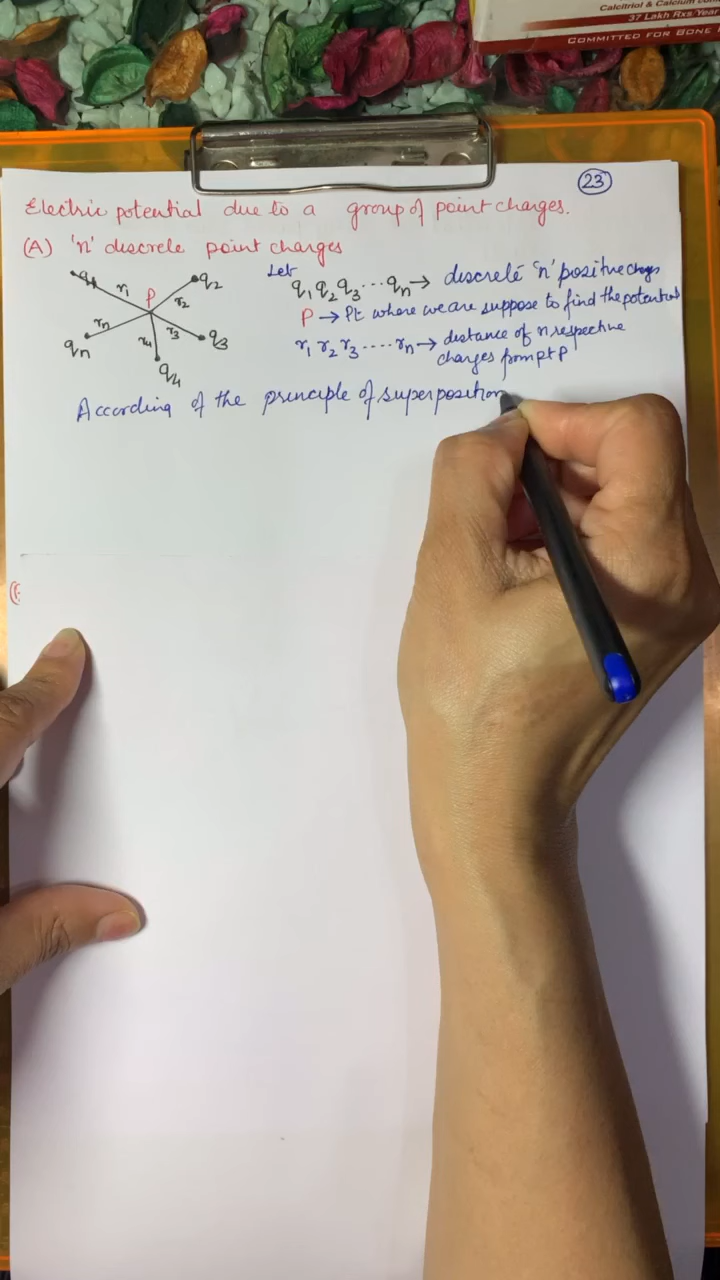 Calcitriol & Calcium
37 Lakh Rxs Year
COMMITTED FOR BONE
23
Electric potential due to a group of point charges.
(A) 'n' discrete point charges
q1 r1 P r2 q2
rn r4 r3 q3
qn q4
Let q1 q2 q3 ... qn → discrete 'n' positive charges
P → Pt where we are suppose to find the potential
r1 r2 r3 ..... rn → distance of n respective
charges from pt P
According of the principle of superposition